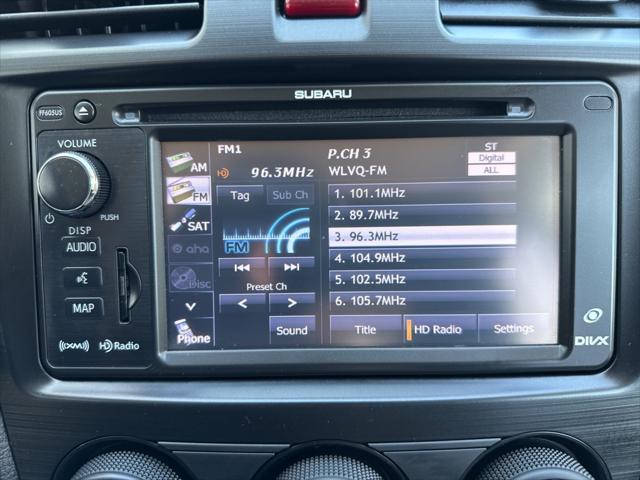 SUBARU
FF605US
VOLUME
PUSH
DISP
AUDIO
MAP
((XM)) HD Radio
FM1
96.3MHz
P.CH 3
WLVQ-FM
ST
Digital
ALL
AM
FM
SAT
aha
Disc
Phone
Tag
Sub Ch
FM
Preset Ch
< >
Sound
1. 101.1MHz
2. 89.7MHz
3. 96.3MHz
4. 104.9MHz
5. 102.5MHz
6. 105.7MHz
Title
HD Radio
Settings
DIVX